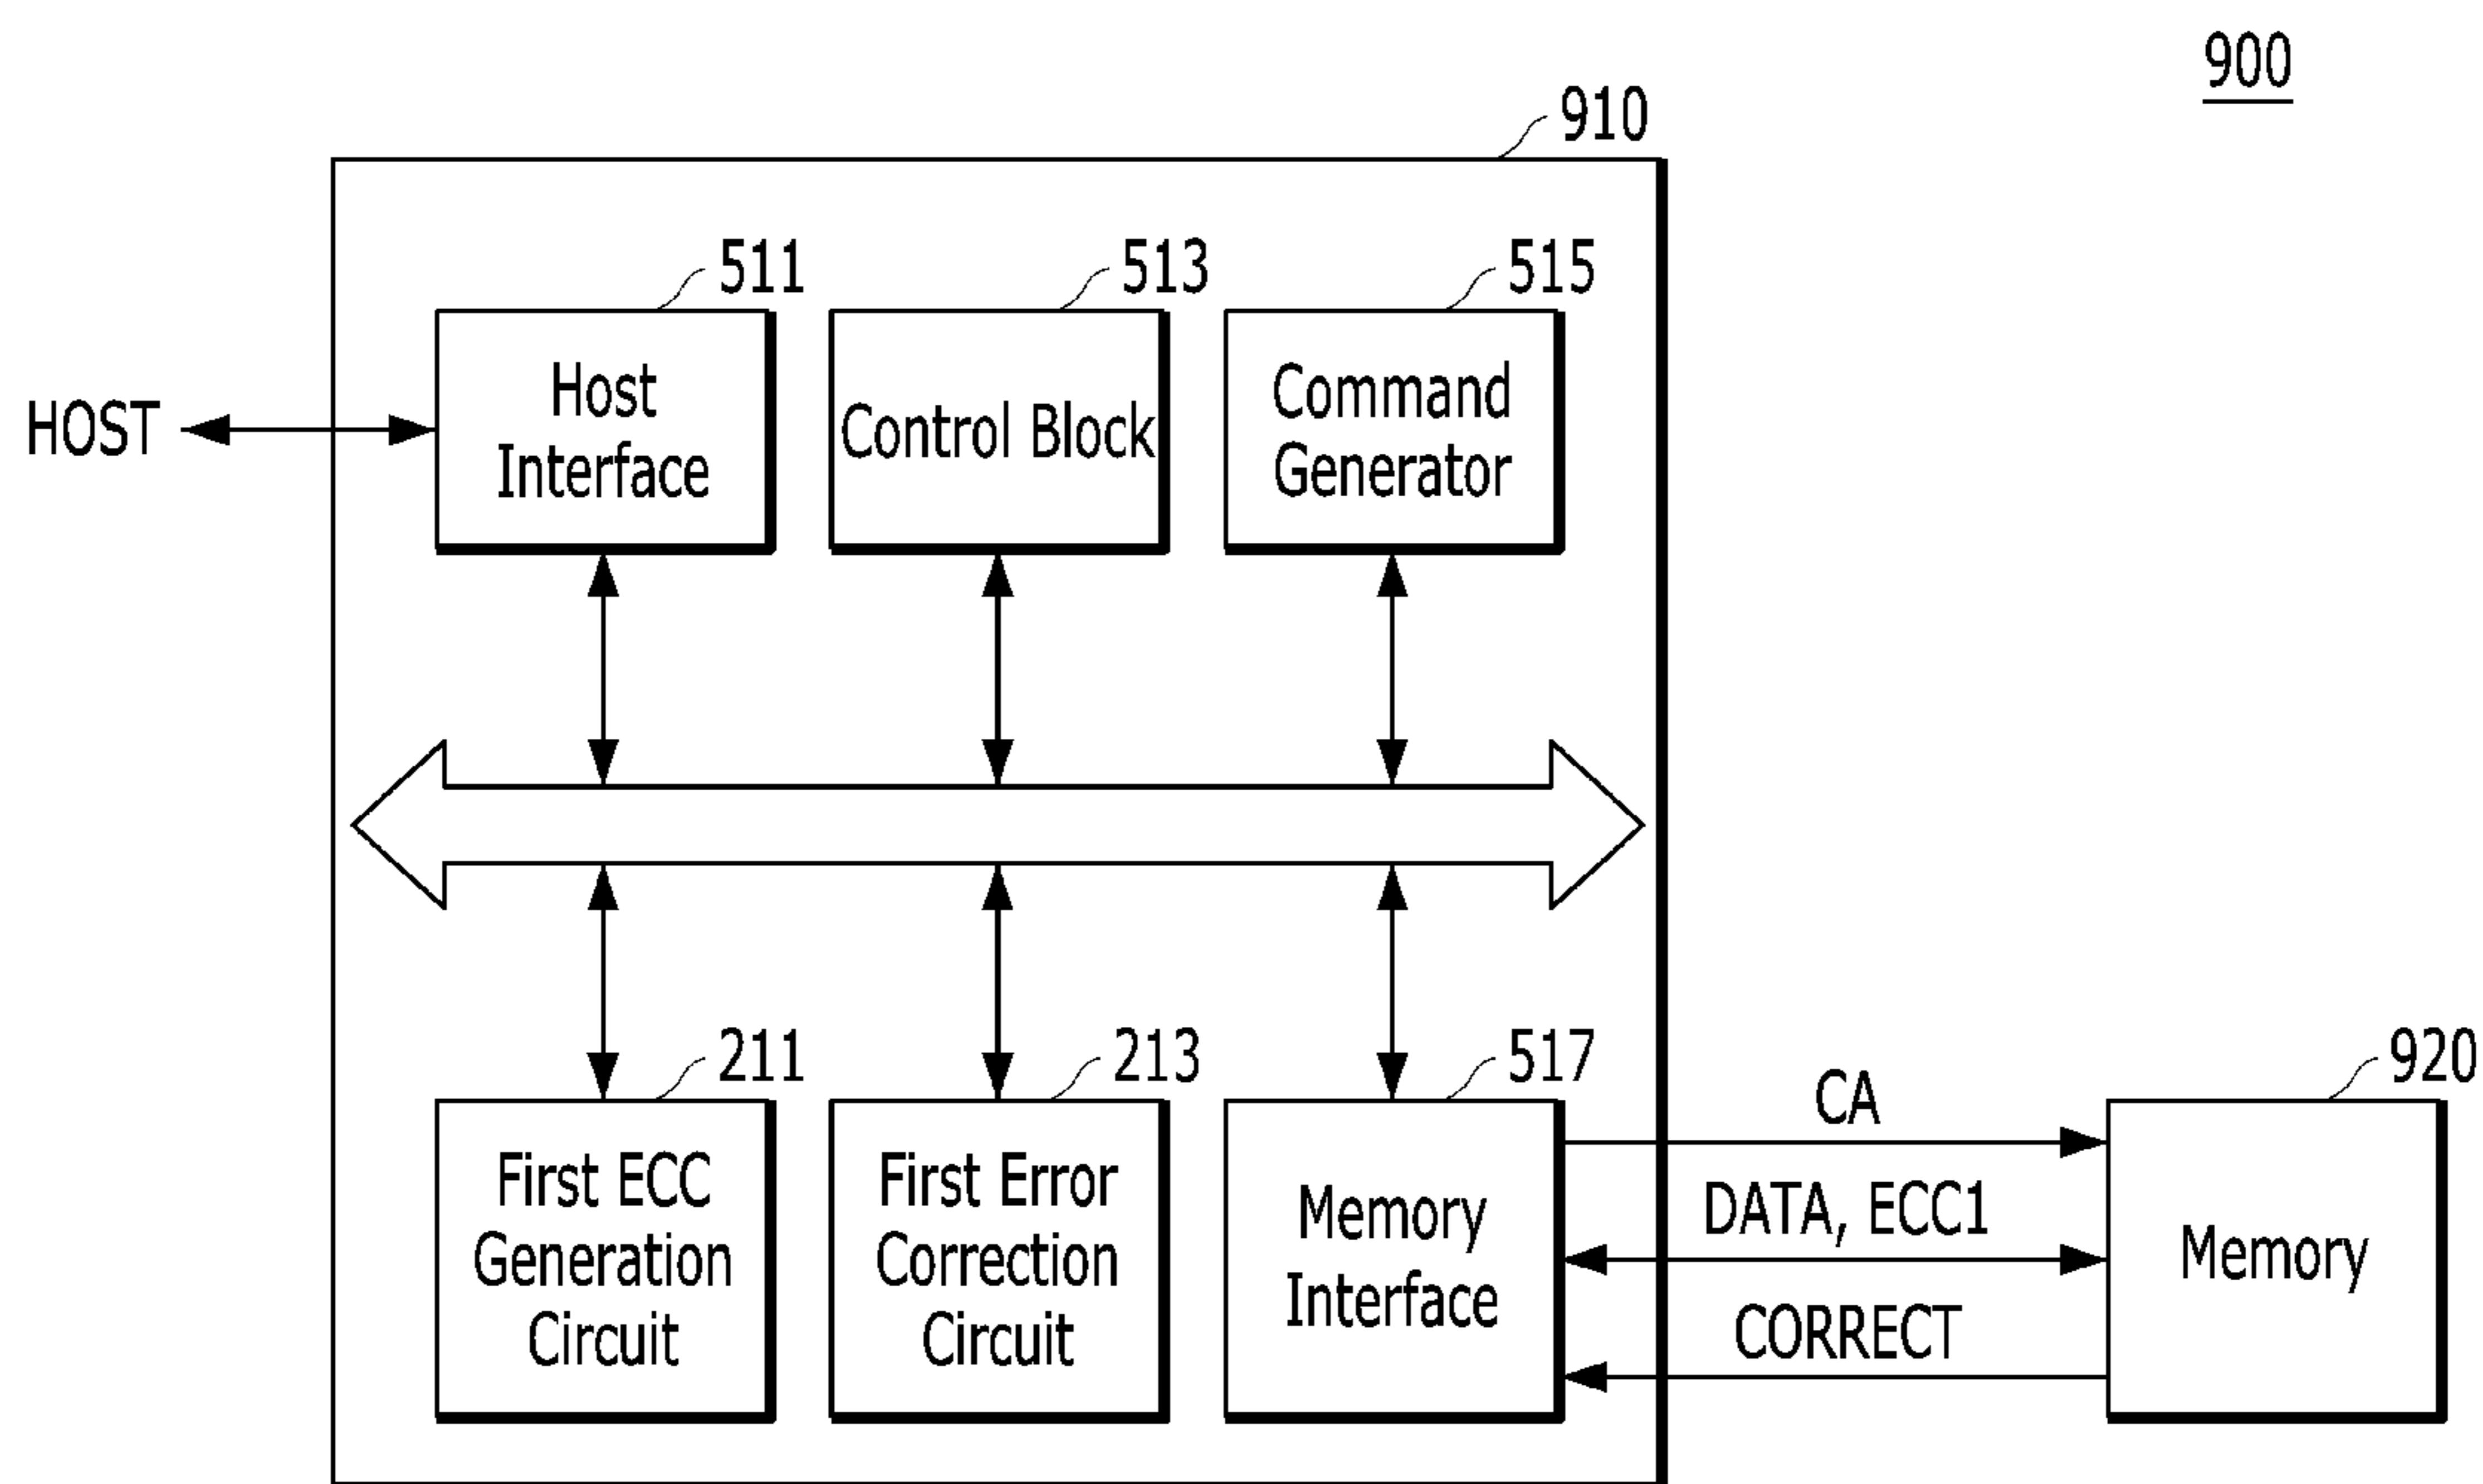 900
910
511
513
515
Host
Interface
Control Block
Command
Generator
HOST
211
213
517
920
First ECC
Generation
Circuit
First Error
Correction
Circuit
Memory
Interface
CA
DATA, ECC1
CORRECT
Memory